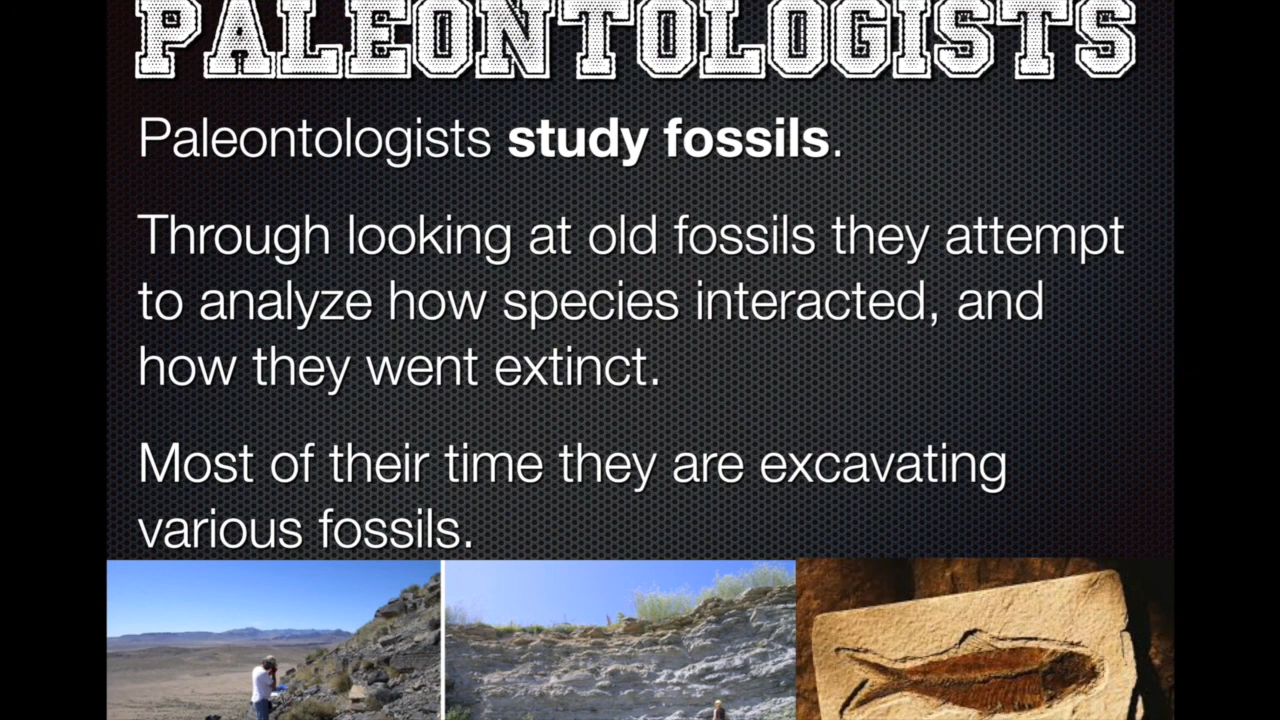 PALEONTOLOGISTS
Paleontologists study fossils.
Through looking at old fossils they attempt
to analyze how species interacted, and
how they went extinct.
Most of their time they are excavating
various fossils.